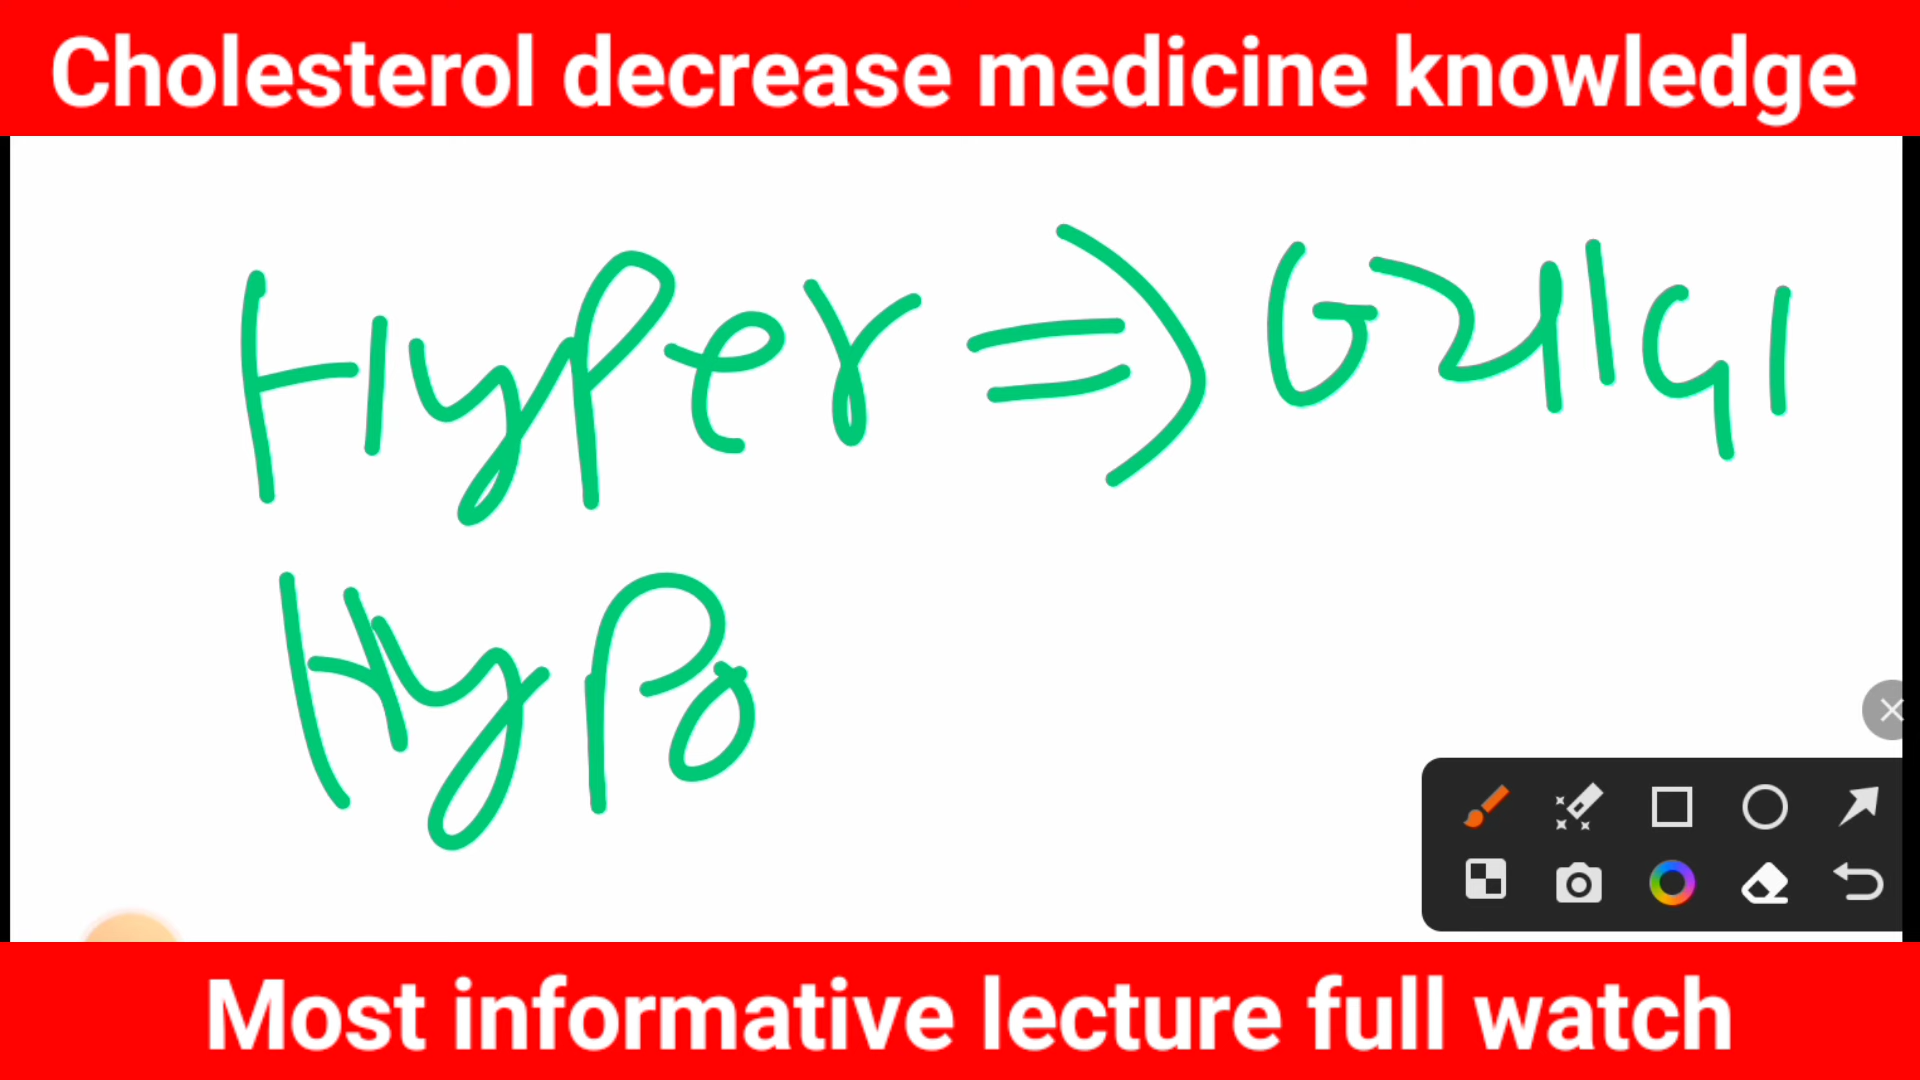 Cholesterol decrease medicine knowledge
Hyper => ज्यादा
Hypo
Most informative lecture full watch